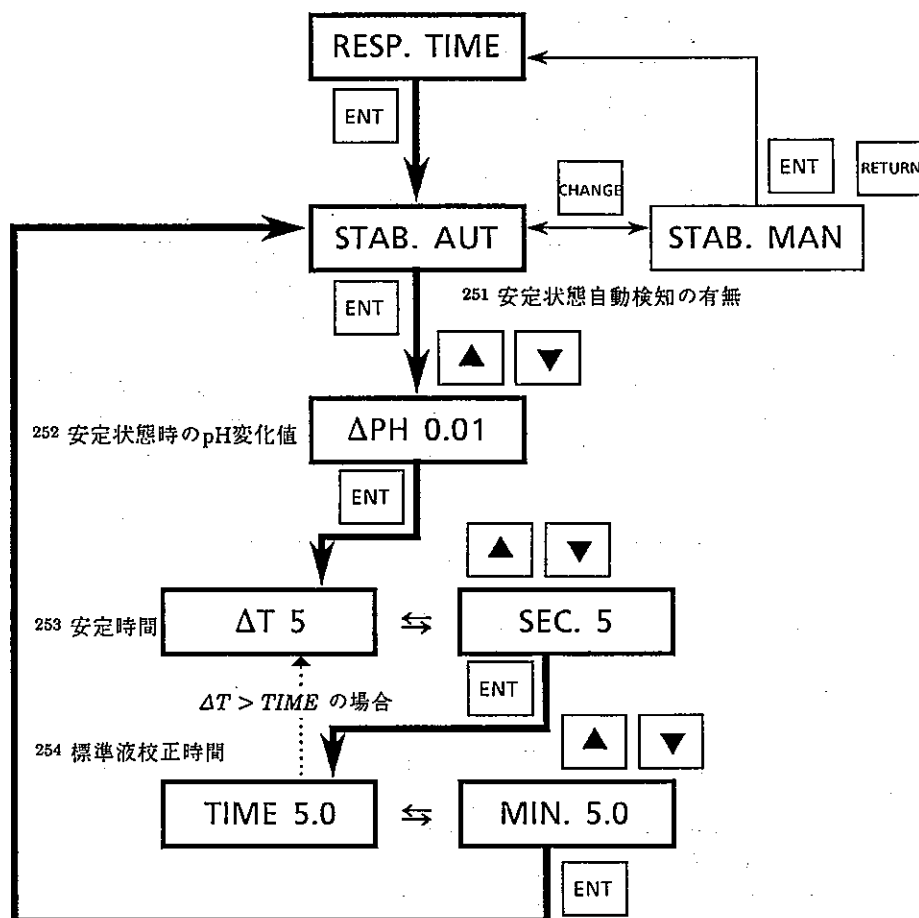 RESP. TIME
ENT
ENT
RETURN
CHANGE
STAB. AUT
STAB. MAN
ENT
251 安定状態自動検知の有無
▲ ▼
252 安定状態時のpH変化値
ΔPH 0.01
ENT
▲ ▼
253 安定時間
ΔT 5
⇆
SEC. 5
ΔT > TIME の場合
ENT
254 標準液校正時間
▲ ▼
TIME 5.0
⇆
MIN. 5.0
ENT